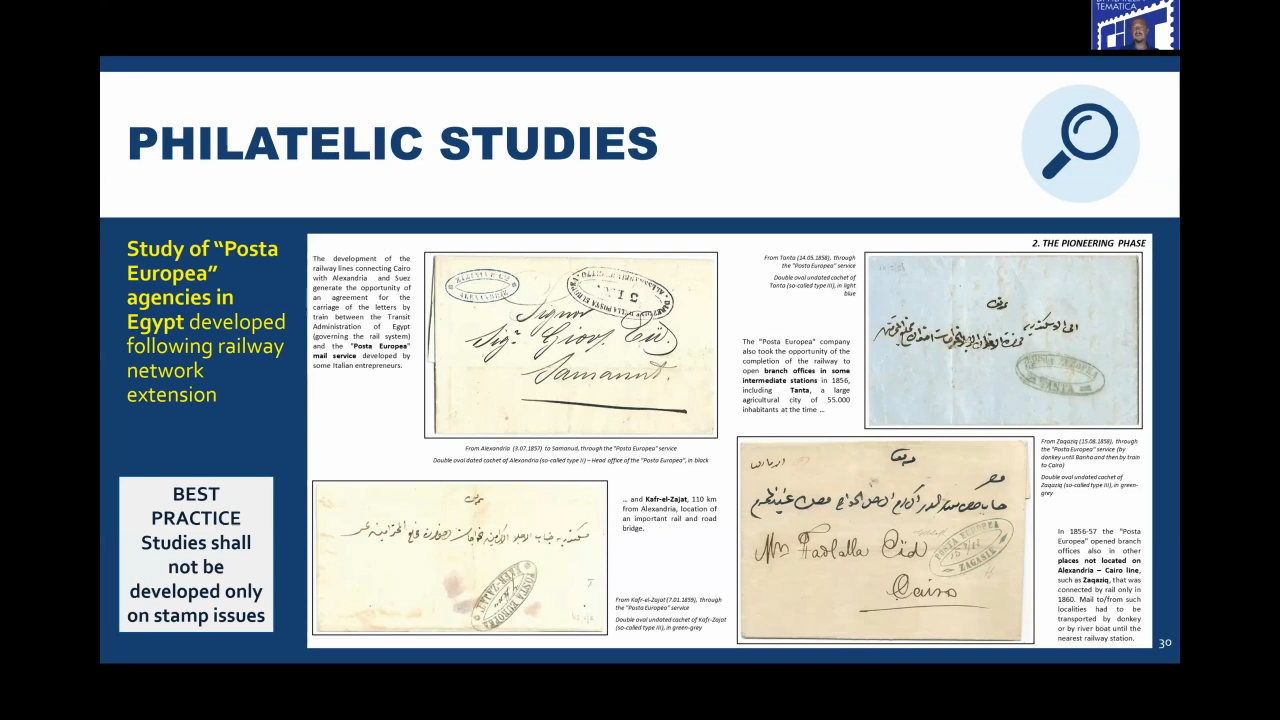 TEMATICA
PHILATELIC STUDIES
Study of “Posta
Europea”
agencies in
Egypt developed
following railway
network
extension
BEST
PRACTICE
Studies shall
not be
developed only
on stamp issues
The development of the
railway lines connecting Cairo
with Alexandria and Suez
generate the opportunity of
an agreement for the
carriage of the letters by
train between the Transit
Administration of Egypt
(governing the rail system)
and the "Posta Europea"
mail service developed by
some Italian entrepreneurs.
Samanud.
From Alexandria (3.07.1857) to Samanud, through the "Posta Europea" service
Double oval dated cachet of Alexandria (so-called type II) – Head office of the "Posta Europea", in black
… and Kafr-el-Zajat, 110 km
from Alexandria, location of
an important rail and road
bridge.
From Kafr-el-Zajat (7.01.1859), through
the "Posta Europea" service
Double oval undated cachet of Kafr-Zajat
(so-called type III), in green-grey
2. THE PIONEERING PHASE
From Tanta (14.05.1858), through
the "Posta Europea" service
Double oval undated cachet of
Tanta (so-called type III), in light
blue
The "Posta Europea" company
also took the opportunity of the
completion of the railway to
open branch offices in some
intermediate stations in 1856,
including Tanta, a large
agricultural city of 55.000
inhabitants at the time …
POSTA EUROPEA
TANTA
POSTA EUROPEA
ZAGASIK
Cairo
From Zaqaziq (15.08.1858), through
the "Posta Europea" service (by
donkey until Banha and then by train
to Cairo)
Double oval undated cachet of
Zaqaziq (so-called type III), in green-
grey
In 1856-57 the "Posta
Europea" opened branch
offices also in other
places not located on
Alexandria – Cairo line,
such as Zaqaziq, that was
connected by rail only in
1860. Mail to/from such
localities had to be
transported by donkey
or by river boat until the
nearest railway station.
30